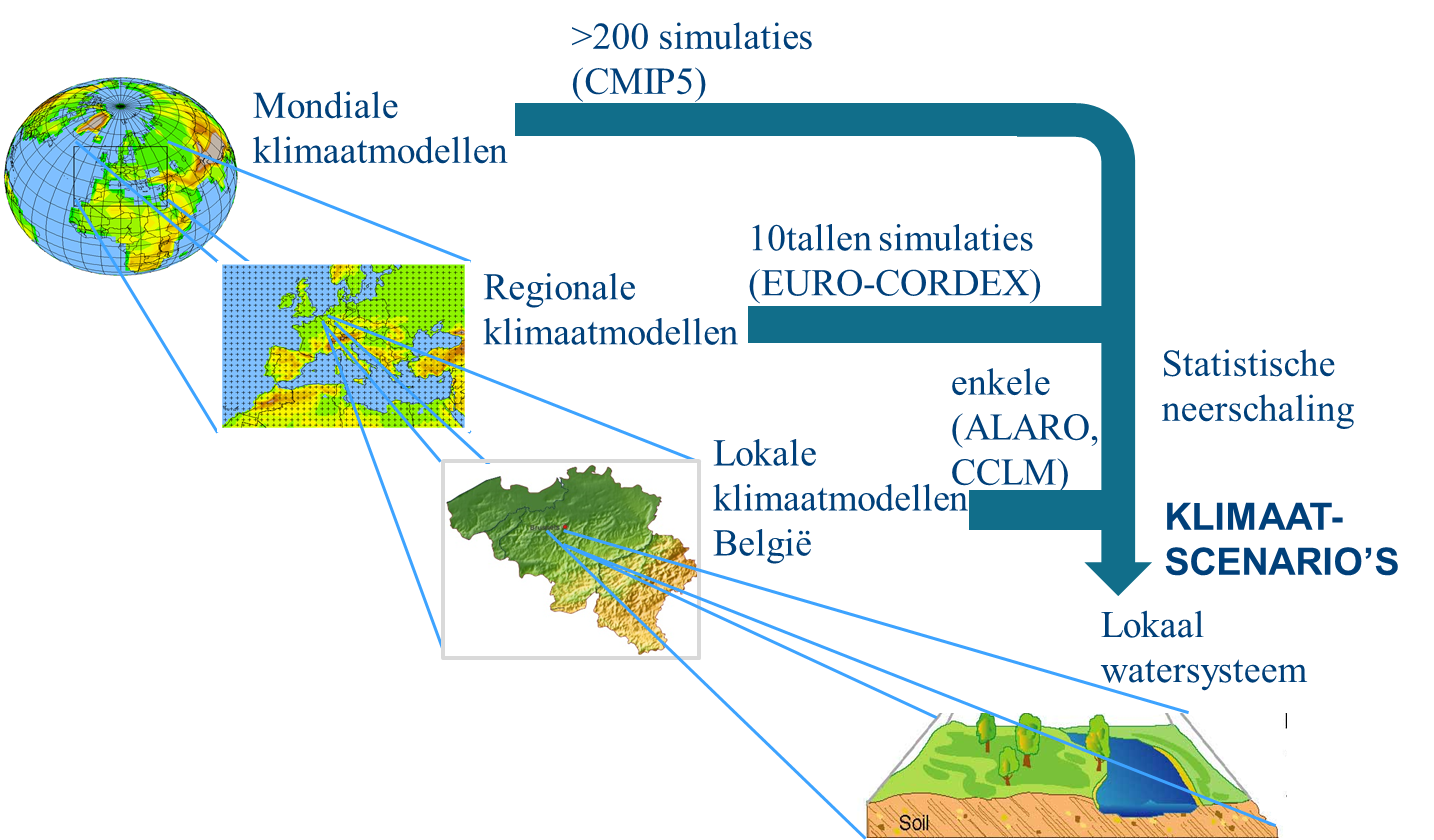 >200 simulaties
(CMIP5)
Mondiale
klimaatmodellen
10tallen simulaties
(EURO-CORDEX)
Regionale
klimaatmodellen
Statistische
neerschaling
enkele
(ALARO,
CCLM)
Lokale
klimaatmodellen
België
KLIMAAT-
SCENARIO’S
Lokaal
watersysteem
Soil